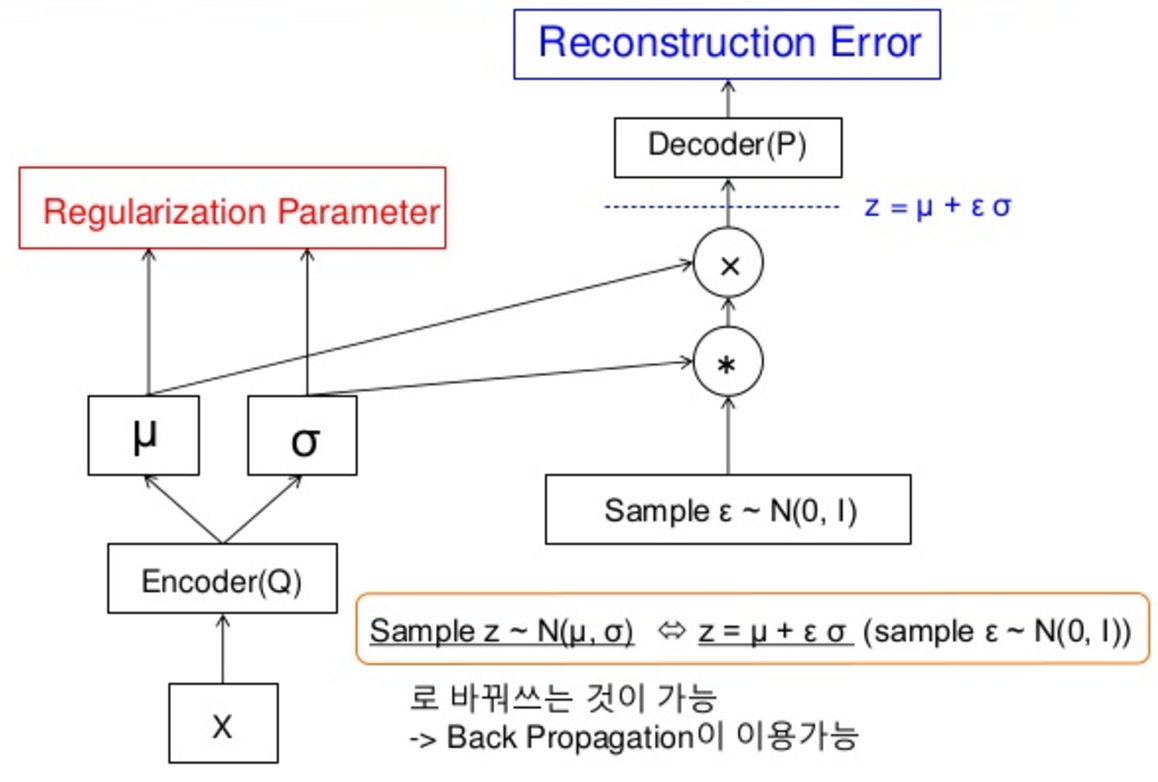 Reconstruction Error
Decoder(P)
Regularization Parameter
z = μ + ε σ
×
*
μ
σ
Sample ε ~ N(0, I)
Encoder(Q)
Sample z ~ N(μ, σ) ⇔ z = μ + ε σ (sample ε ~ N(0, I))
X
로 바꿔쓰는 것이 가능
-> Back Propagation이 이용가능